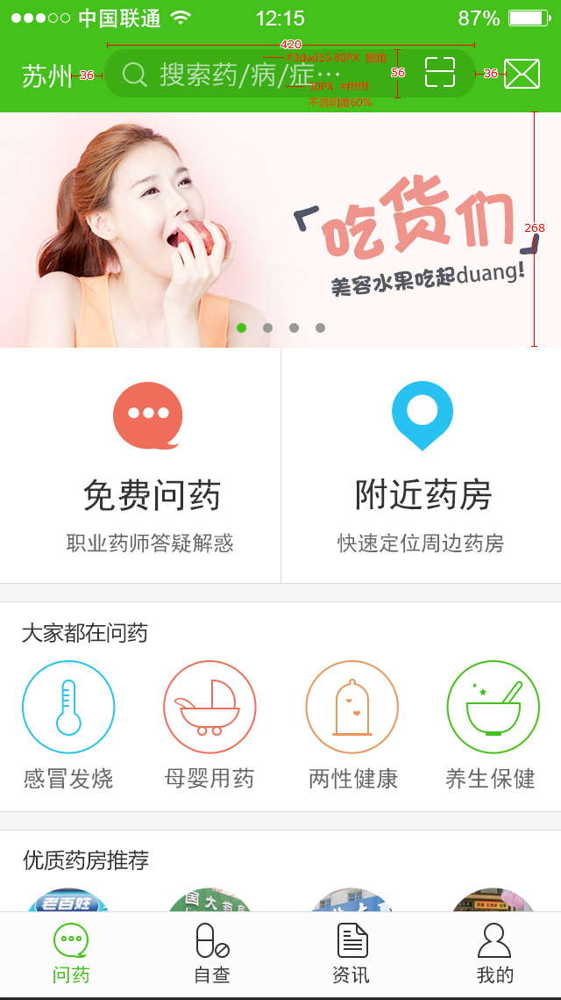 中国联通 12:15 87%
420
苏州 36 搜索药/病/症… 56 36
#3dad16 80PX 圆角
30PX #ffffff
不透明度60%
吃货们
268
美容水果吃起duang!
免费问药 附近药房
职业药师答疑解惑 快速定位周边药房
大家都在问药
感冒发烧 母婴用药 两性健康 养生保健
优质药房推荐
老百姓 国大药房
问药 自查 资讯 我的